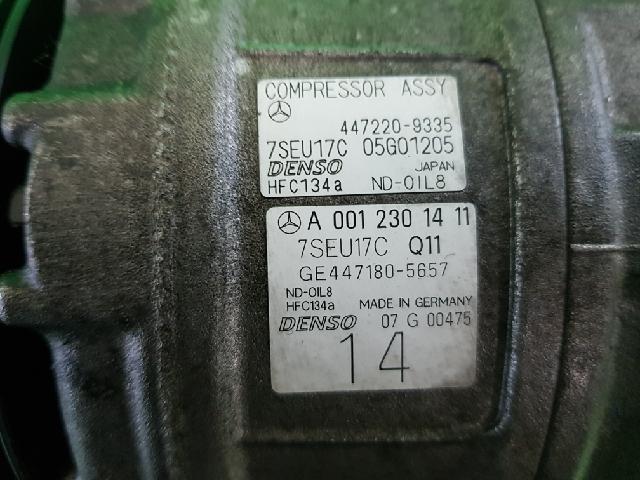 COMPRESSOR ASSY
447220-9335
7SEU17C 05G01205
DENSO JAPAN
HFC134a ND-OIL8
A 001 230 14 11
7SEU17C Q11
GE447180-5657
ND-OIL8
HFC134a MADE IN GERMANY
DENSO 07 G 00475
14